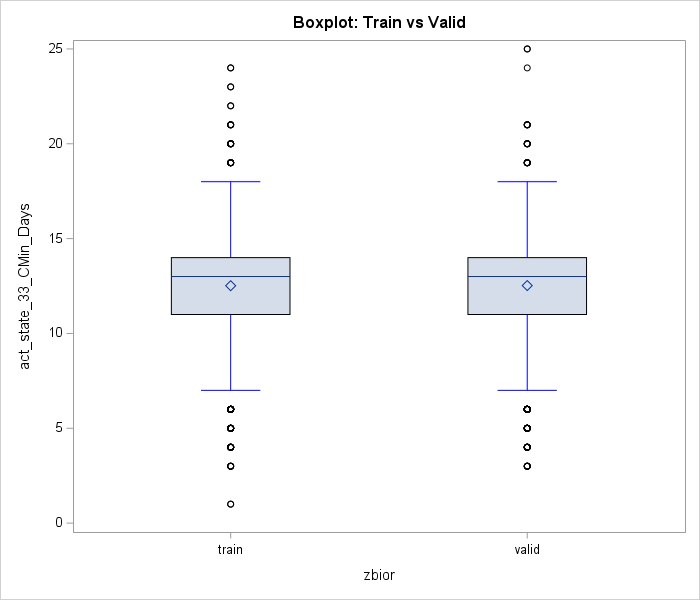 Boxplot: Train vs Valid
25
20
15
10
5
0
act_state_33_CMin_Days
train
valid
zbior